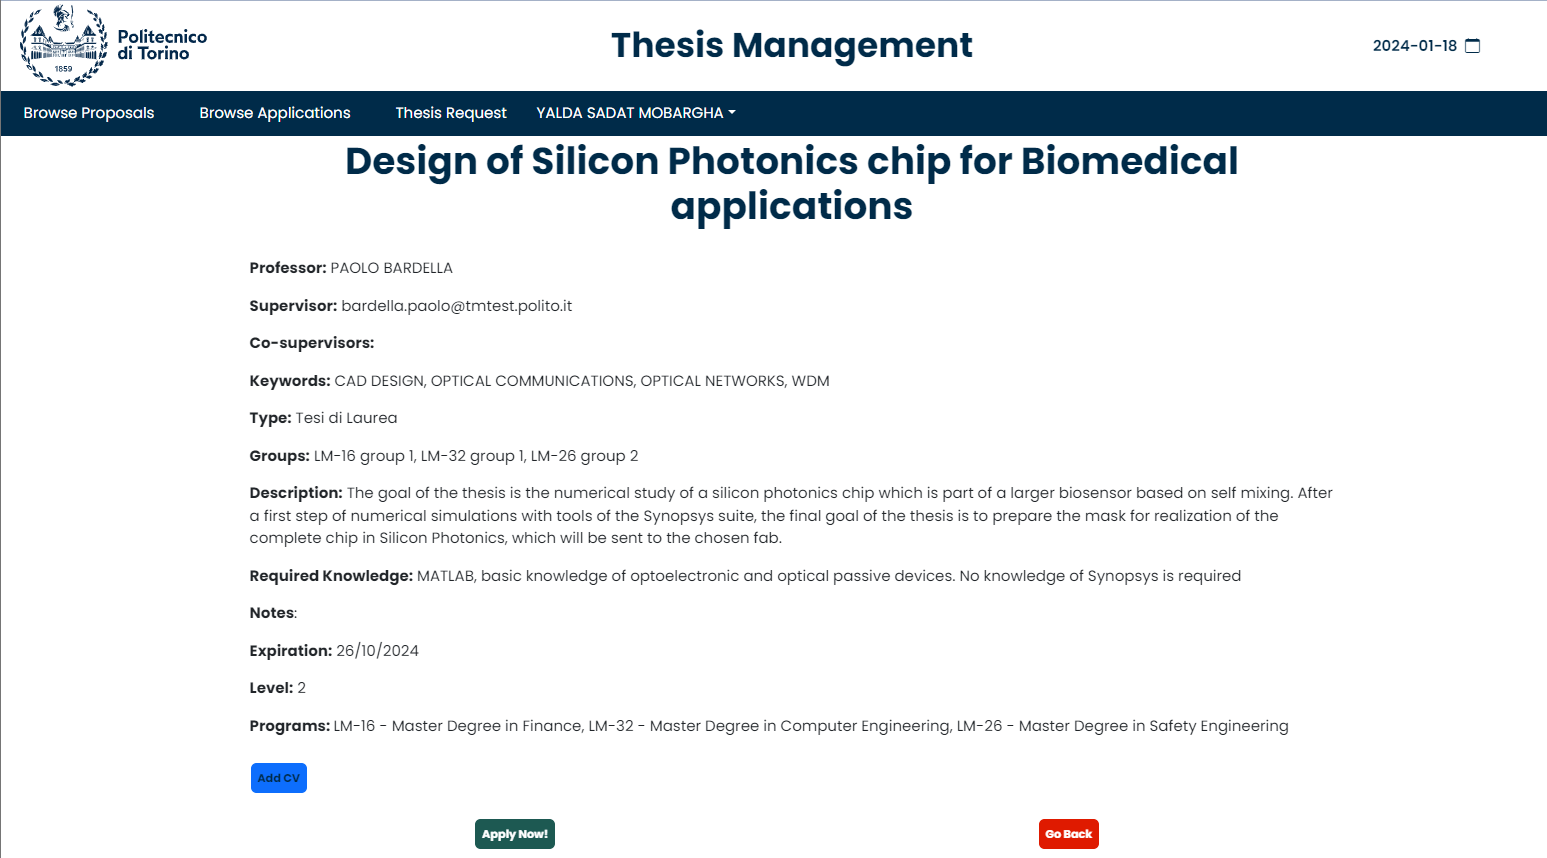 Politecnico
di Torino
1859
Thesis Management
2024-01-18
Browse Proposals
Browse Applications
Thesis Request
YALDA SADAT MOBARGHA
Design of Silicon Photonics chip for Biomedical
applications
Professor: PAOLO BARDELLA
Supervisor: bardella.paolo@tmtest.polito.it
Co-supervisors:
Keywords: CAD DESIGN, OPTICAL COMMUNICATIONS, OPTICAL NETWORKS, WDM
Type: Tesi di Laurea
Groups: LM-16 group 1, LM-32 group 1, LM-26 group 2
Description: The goal of the thesis is the numerical study of a silicon photonics chip which is part of a larger biosensor based on self mixing. After
a first step of numerical simulations with tools of the Synopsys suite, the final goal of the thesis is to prepare the mask for realization of the
complete chip in Silicon Photonics, which will be sent to the chosen fab.
Required Knowledge: MATLAB, basic knowledge of optoelectronic and optical passive devices. No knowledge of Synopsys is required
Notes:
Expiration: 26/10/2024
Level: 2
Programs: LM-16 - Master Degree in Finance, LM-32 - Master Degree in Computer Engineering, LM-26 - Master Degree in Safety Engineering
Add CV
Apply Now!
Go Back